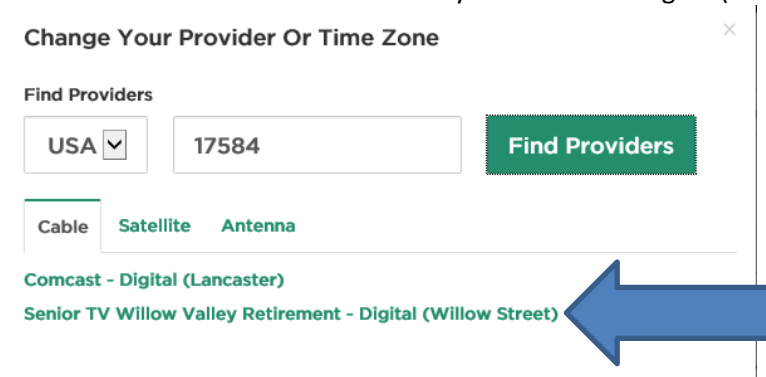 Change Your Provider Or Time Zone ×
Find Providers
USA 17584 Find Providers
Cable Satellite Antenna
Comcast - Digital (Lancaster)
Senior TV Willow Valley Retirement - Digital (Willow Street)